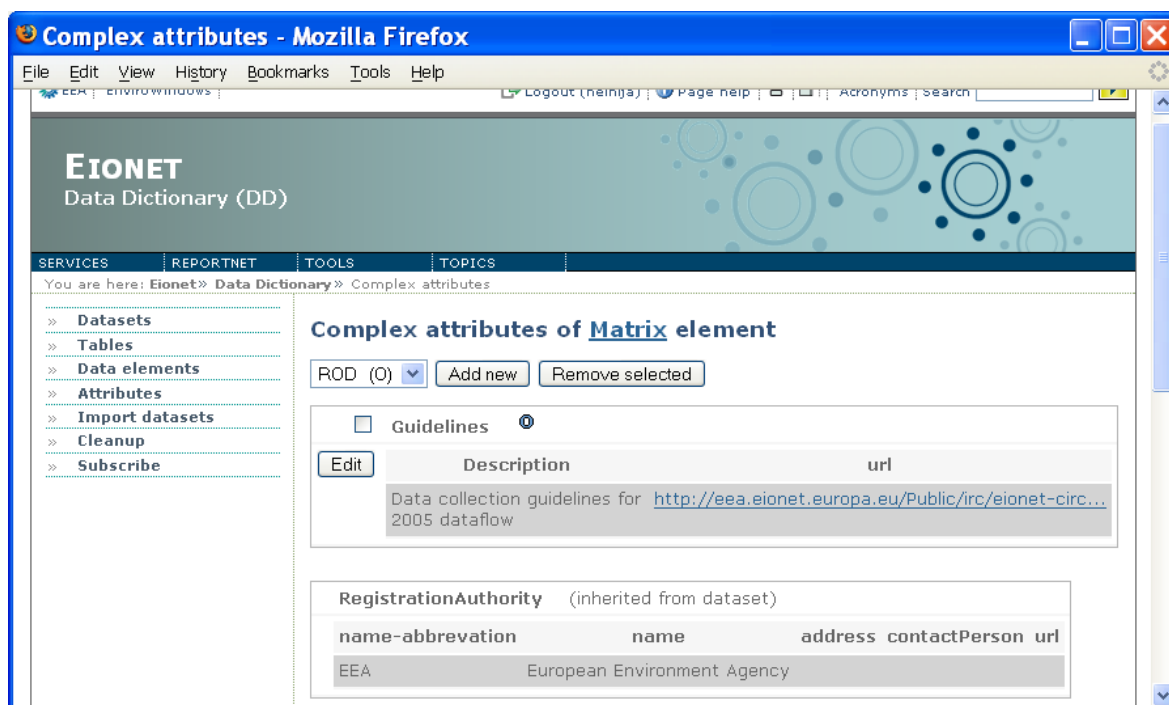 Complex attributes - Mozilla Firefox
File Edit View History Bookmarks Tools Help
EEA EnviroWindows Logout (heinlja) Page help Acronyms Search
EIONET
Data Dictionary (DD)
SERVICES REPORTNET TOOLS TOPICS
You are here: Eionet» Data Dictionary» Complex attributes
» Datasets
» Tables
» Data elements
» Attributes
» Import datasets
» Cleanup
» Subscribe
Complex attributes of Matrix element
ROD (O) Add new Remove selected
Guidelines O
Edit Description url
Data collection guidelines for http://eea.eionet.europa.eu/Public/irc/eionet-circ...
2005 dataflow
RegistrationAuthority (inherited from dataset)
name-abbrevation name address contactPerson url
EEA European Environment Agency